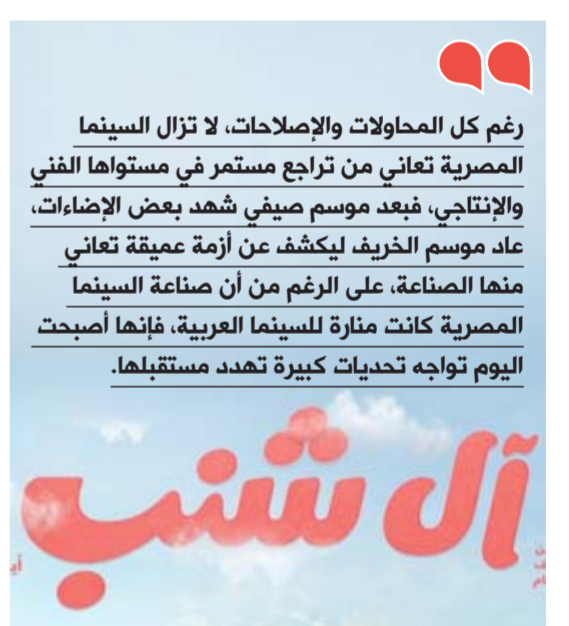 رغم كل المحاولات والإصلاحات، لا تزال السينما
المصرية تعاني من تراجع مستمر في مستواها الفني
والإنتاجي، فبعد موسم صيفي شهد بعض الإضاءات،
عاد موسم الخريف ليكشف عن أزمة عميقة تعاني
منها الصناعة، على الرغم من أن صناعة السينما
المصرية كانت منارة للسينما العربية، فإنها أصبحت
اليوم تواجه تحديات كبيرة تهدد مستقبلها.
آل شنب